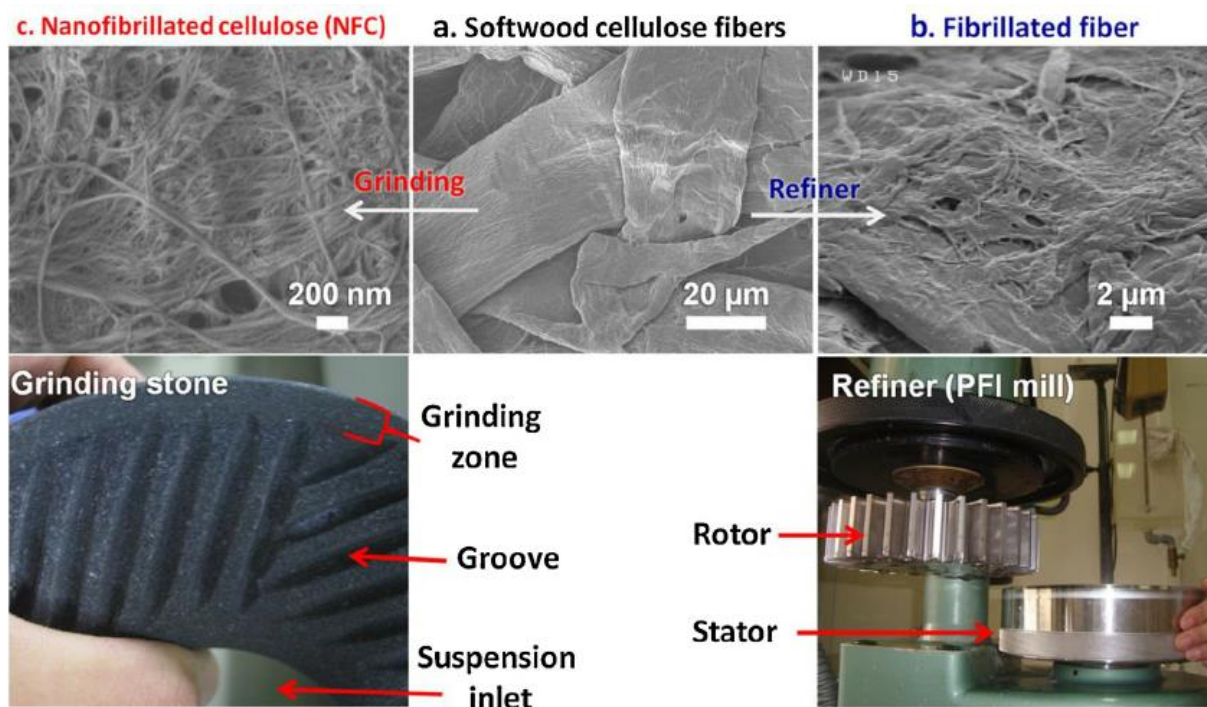 c. Nanofibrillated cellulose (NFC)
a. Softwood cellulose fibers
b. Fibrillated fiber
WD15
Grinding
Refiner
200 nm
20 µm
2 µm
Grinding stone
Grinding
zone
Groove
Suspension
inlet
Refiner (PFI mill)
Rotor
Stator